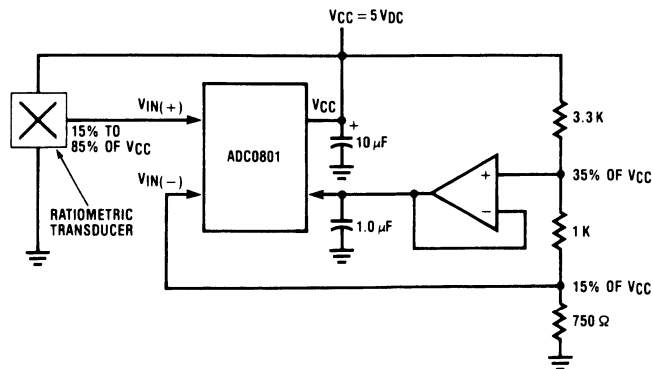 VCC = 5 VDC
VIN(+)
15% TO
85% OF VCC
VCC
+
10 µF
3.3 K
ADC0801
VIN(−)
RATIOMETRIC
TRANSDUCER
1.0 µF
+
−
35% OF VCC
1 K
15% OF VCC
750 Ω